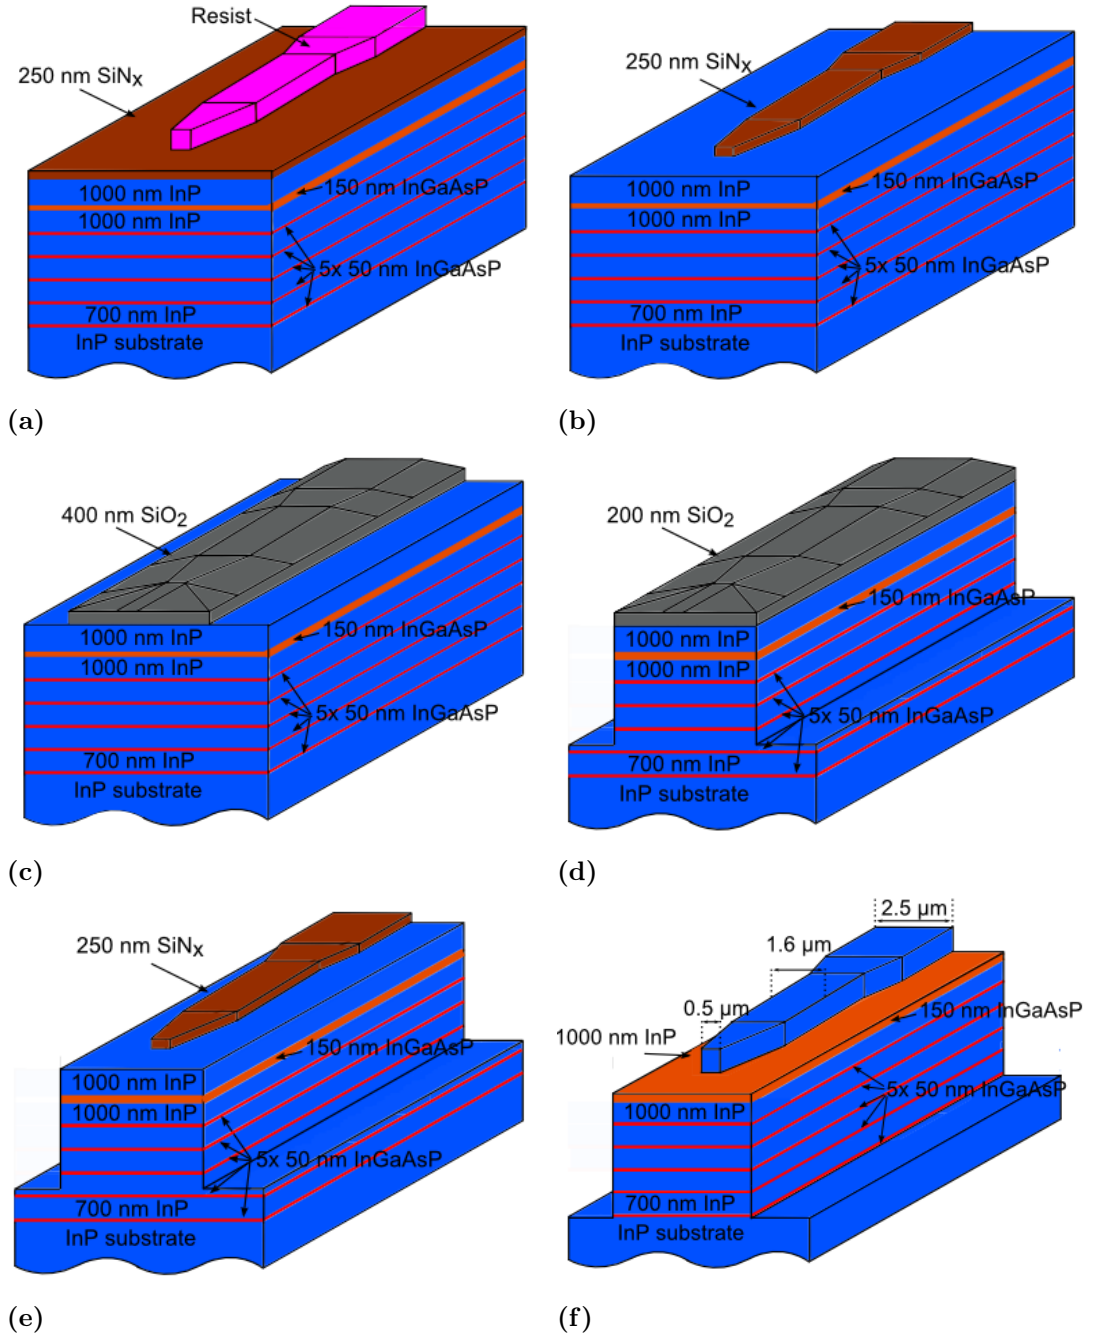 Resist
250 nm SiNx
1000 nm InP
150 nm InGaAsP
1000 nm InP
5x 50 nm InGaAsP
700 nm InP
InP substrate
(a)
250 nm SiNx
1000 nm InP
150 nm InGaAsP
1000 nm InP
5x 50 nm InGaAsP
700 nm InP
InP substrate
(b)
400 nm SiO2
1000 nm InP
150 nm InGaAsP
1000 nm InP
5x 50 nm InGaAsP
700 nm InP
InP substrate
(c)
200 nm SiO2
150 nm InGaAsP
1000 nm InP
1000 nm InP
5x 50 nm InGaAsP
700 nm InP
InP substrate
(d)
250 nm SiNx
150 nm InGaAsP
1000 nm InP
1000 nm InP
5x 50 nm InGaAsP
700 nm InP
InP substrate
(e)
2.5 µm
1.6 µm
0.5 µm
150 nm InGaAsP
1000 nm InP
5x 50 nm InGaAsP
1000 nm InP
700 nm InP
InP substrate
(f)